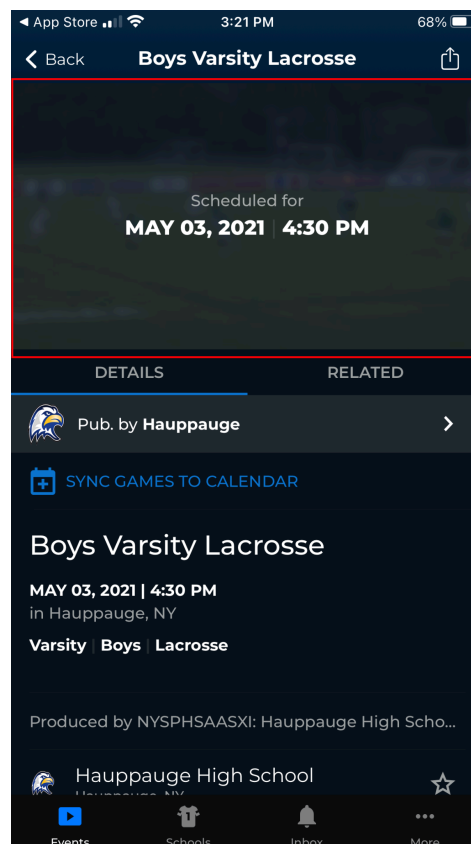 App Store 3:21 PM 68%
Back Boys Varsity Lacrosse
Scheduled for
MAY 03, 2021 | 4:30 PM
DETAILS RELATED
Pub. by Hauppauge
SYNC GAMES TO CALENDAR
Boys Varsity Lacrosse
MAY 03, 2021 | 4:30 PM
in Hauppauge, NY
Varsity | Boys | Lacrosse
Produced by NYSPHSAASXI: Hauppauge High Scho...
Hauppauge High School
Hauppauge, NY
Events Schools Inbox More